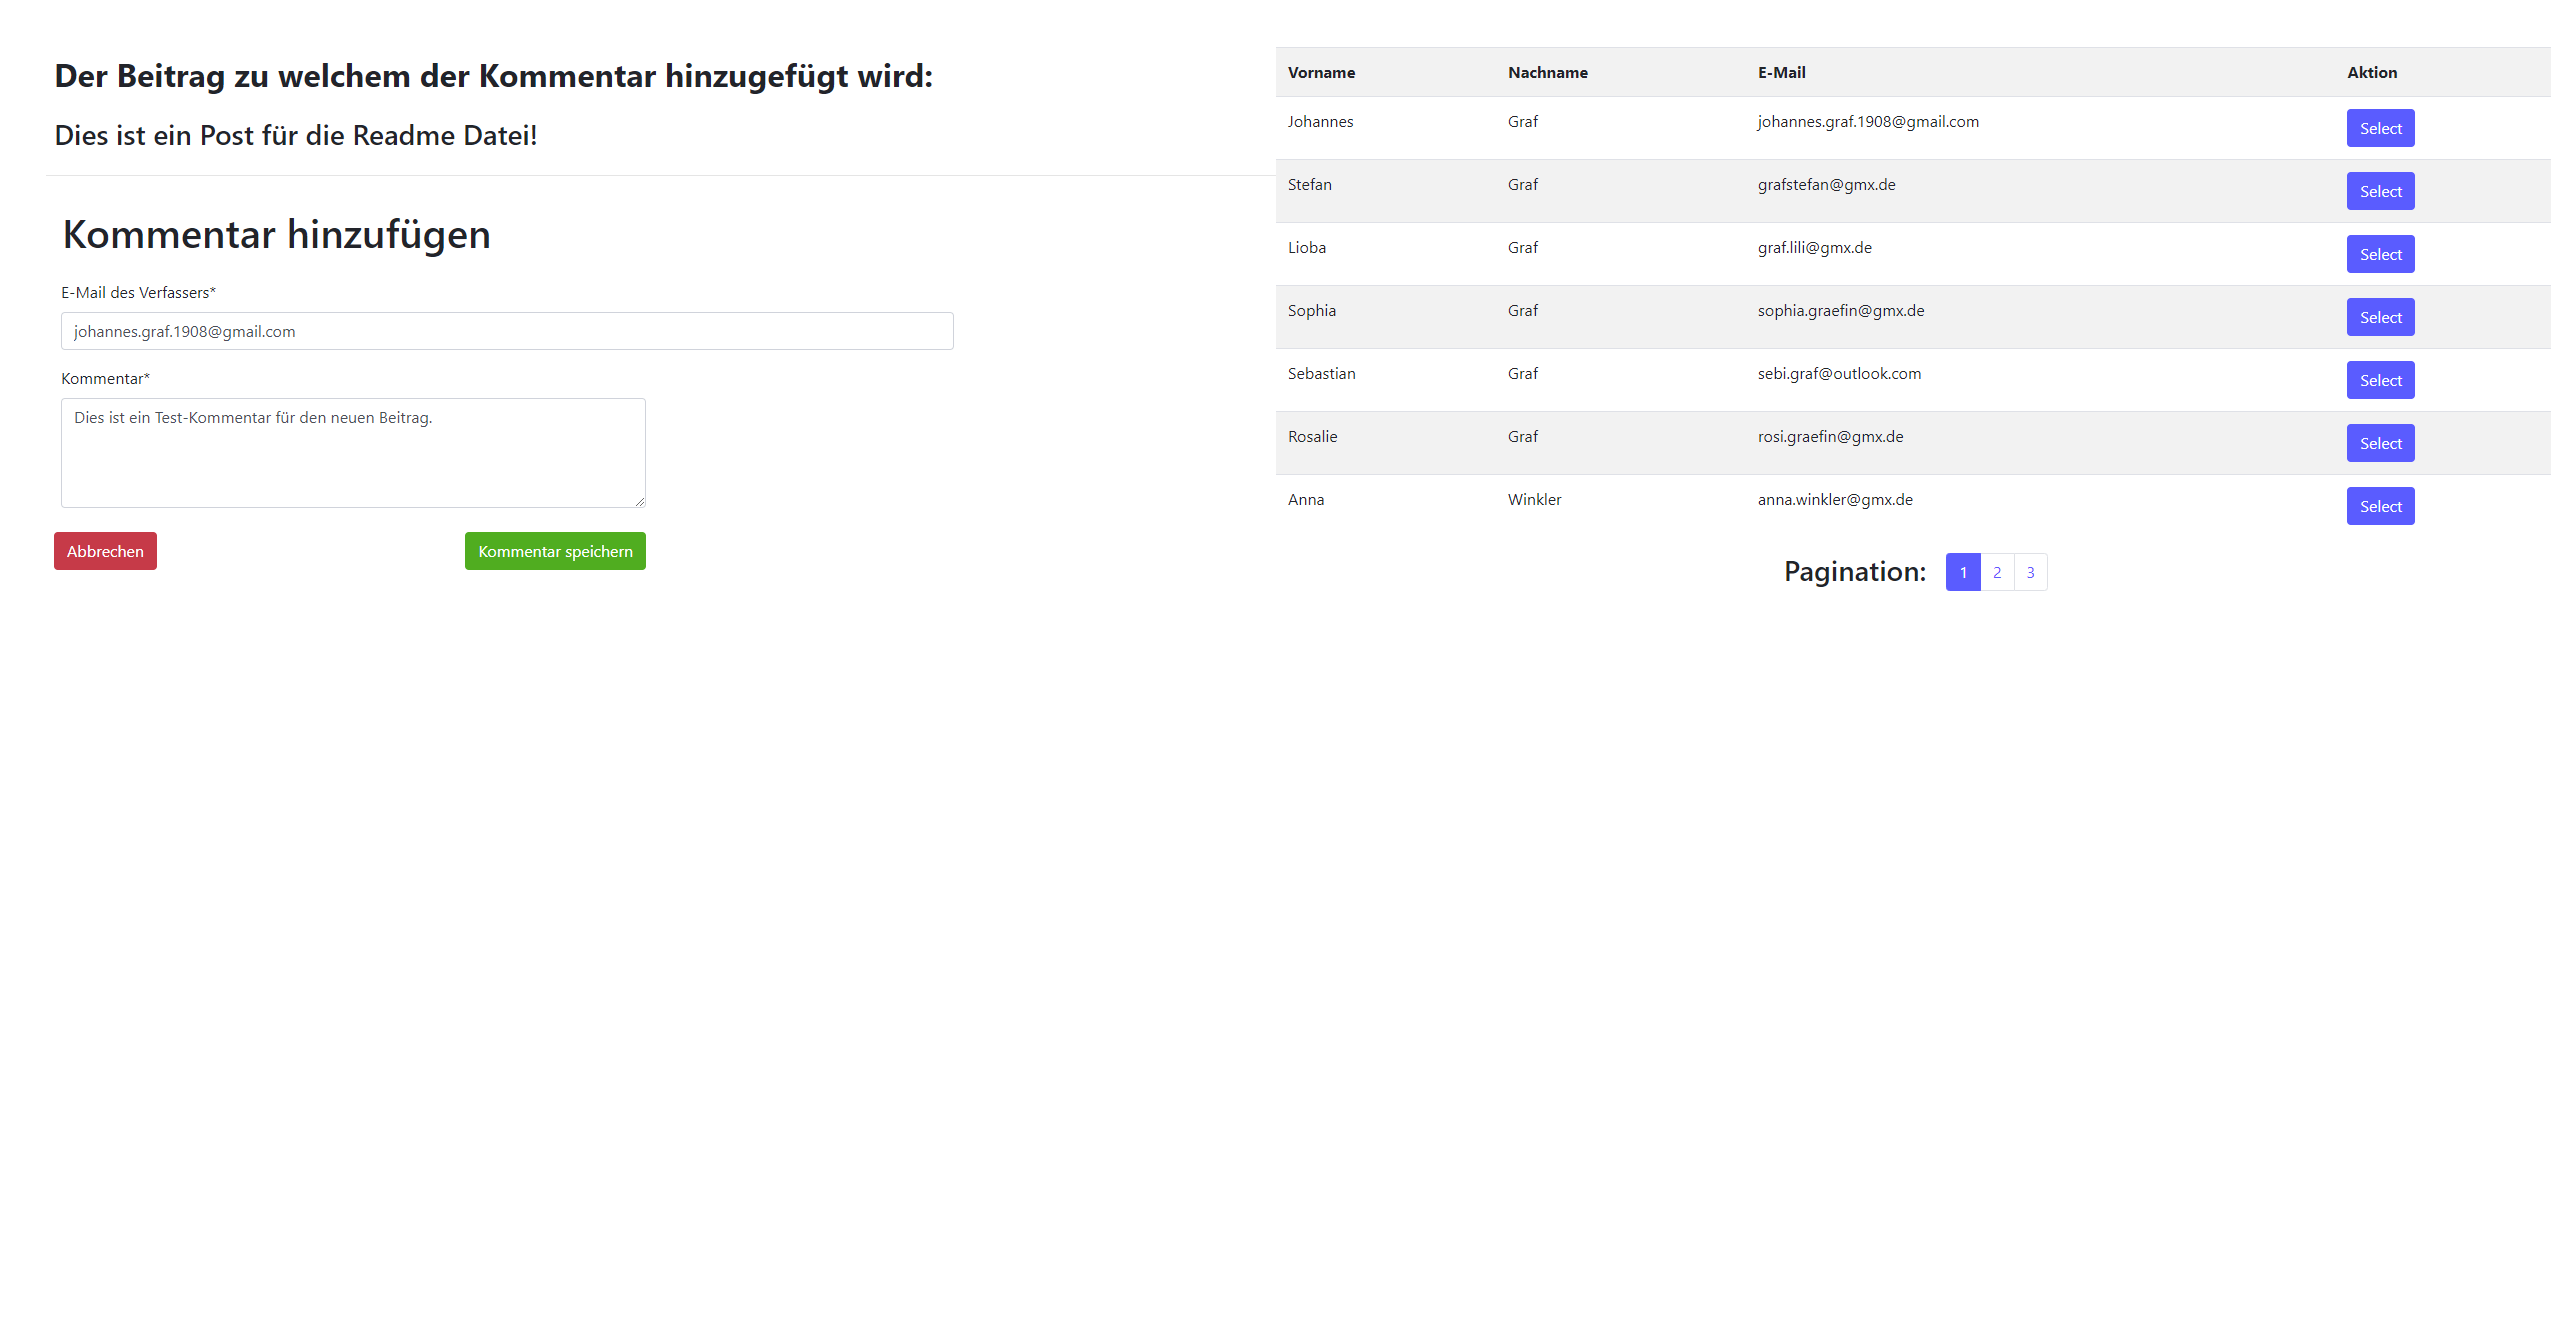 Der Beitrag zu welchem der Kommentar hinzugefügt wird:
Dies ist ein Post für die Readme Datei!
Kommentar hinzufügen
E-Mail des Verfassers*
johannes.graf.1908@gmail.com
Kommentar*
Dies ist ein Test-Kommentar für den neuen Beitrag.
Abbrechen Kommentar speichern
Vorname Nachname E-Mail Aktion
Johannes Graf johannes.graf.1908@gmail.com Select
Stefan Graf grafstefan@gmx.de Select
Lioba Graf graf.lili@gmx.de Select
Sophia Graf sophia.graefin@gmx.de Select
Sebastian Graf sebi.graf@outlook.com Select
Rosalie Graf rosi.graefin@gmx.de Select
Anna Winkler anna.winkler@gmx.de Select
Pagination: 1 2 3